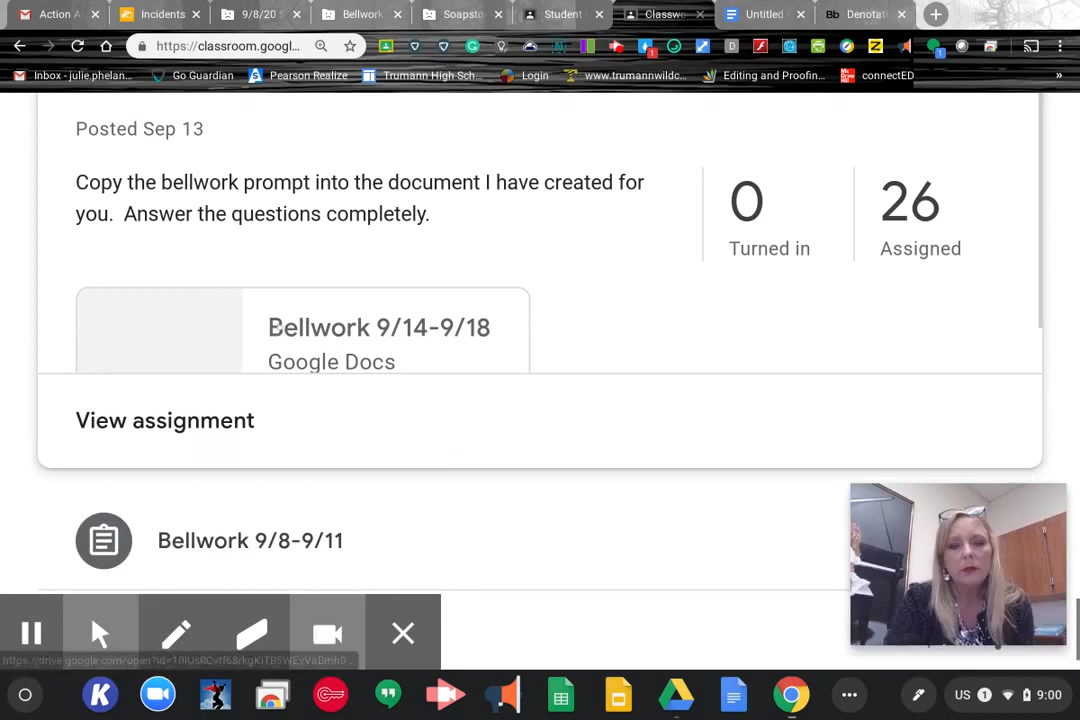 Action A
Incidents
9/8/20 S
Bellwork
Soapsto
Student
Classwo
Untitled
Bb Denotati
https://classroom.googl...
Inbox - julie.phelan...
Go Guardian
Pearson Realize
Trumann High Sch...
Login
www.trumannwildc...
Editing and Proofin...
connectED
»
Posted Sep 13
Copy the bellwork prompt into the document I have created for
you. Answer the questions completely.
0
Turned in
26
Assigned
Bellwork 9/14-9/18
Google Docs
View assignment
Bellwork 9/8-9/11
US 1 9:00